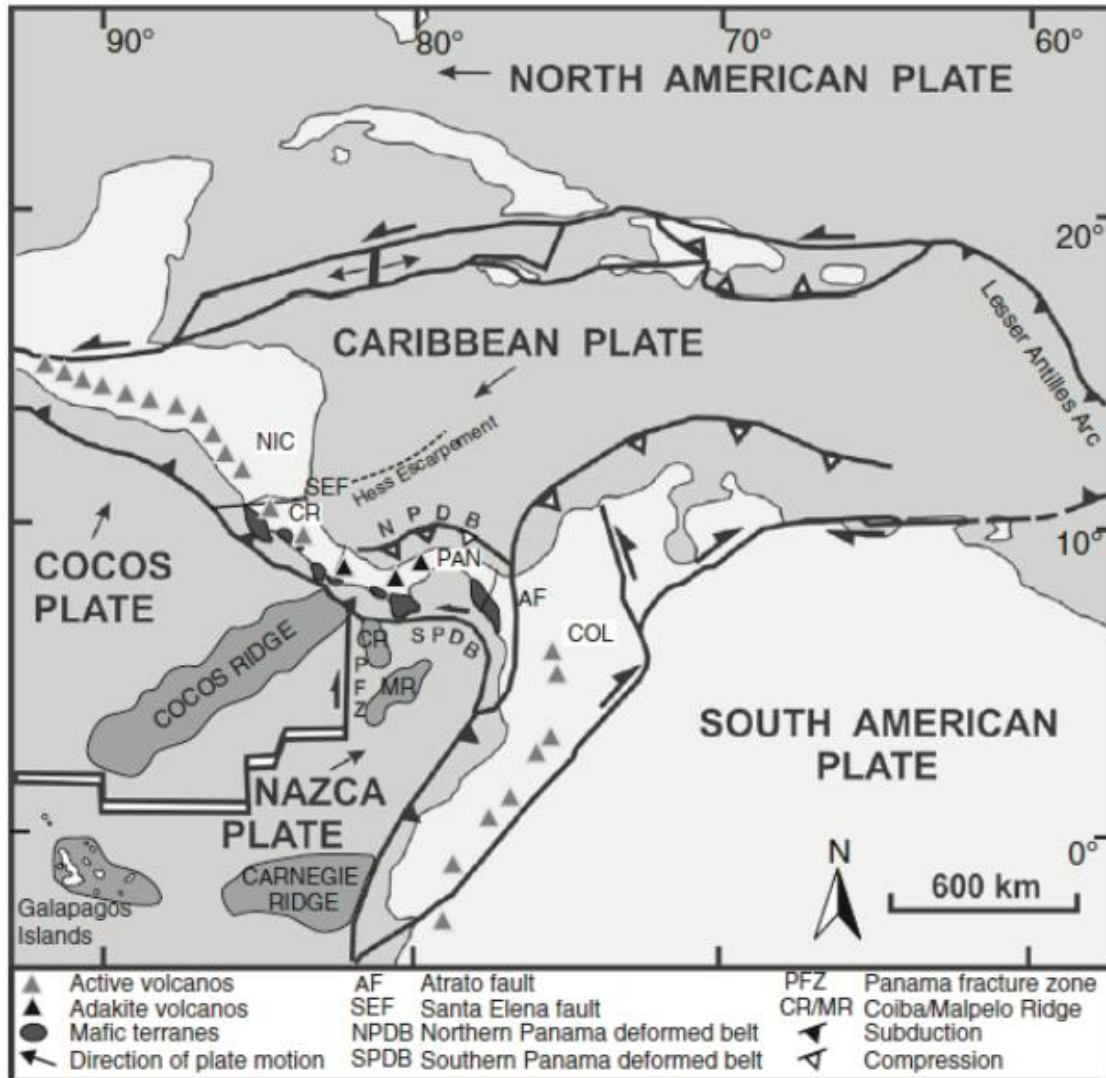 90°
80°
70°
60°
NORTH AMERICAN PLATE
20°
Lesser Antilles Arc
CARIBBEAN PLATE
NIC
Hess Escarpment
SEF
CR
N P D B
10°
PAN
COCOS
PLATE
AF
COL
CR
S P D B
COCOS RIDGE
PFZ
MR
SOUTH AMERICAN
PLATE
NAZCA
PLATE
0°
N
CARNEGIE
RIDGE
600 km
Galapagos
Islands
Active volcanos
Adakite volcanos
Mafic terranes
Direction of plate motion
AF Atrato fault
SEF Santa Elena fault
NPDB Northern Panama deformed belt
SPDB Southern Panama deformed belt
PFZ Panama fracture zone
CR/MR Coiba/Malpelo Ridge
Subduction
Compression